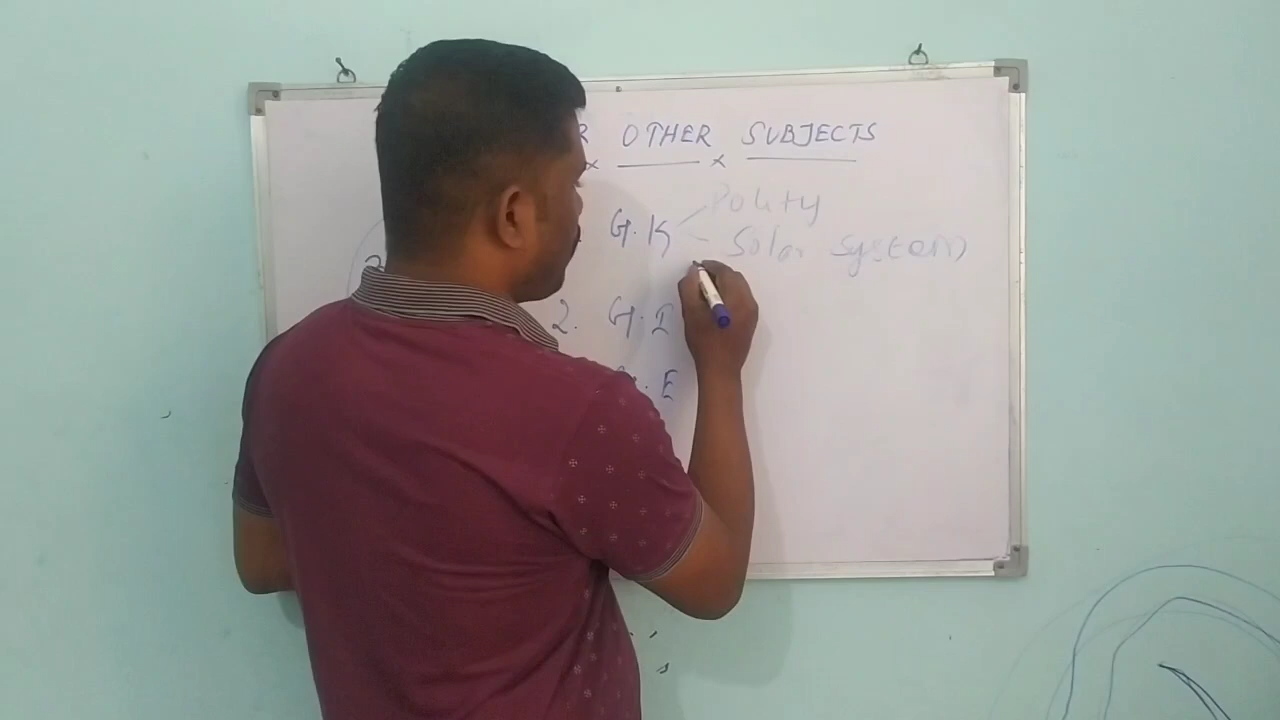 R OTHER SUBJECTS
G.K Polity
Solar System
2. G.I
G.E